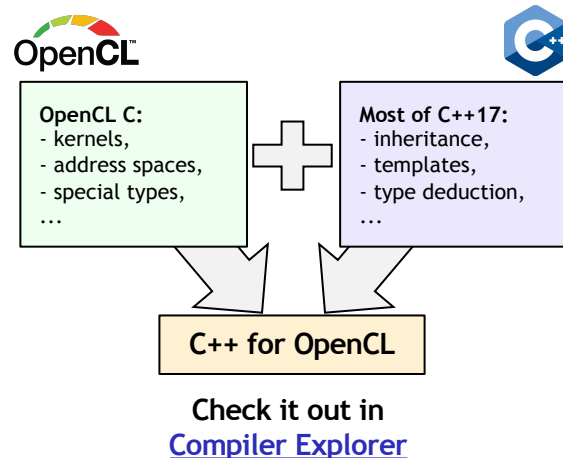 OpenCL™
C++
OpenCL C:
- kernels,
- address spaces,
- special types,
...
Most of C++17:
- inheritance,
- templates,
- type deduction,
...
C++ for OpenCL
Check it out in
Compiler Explorer